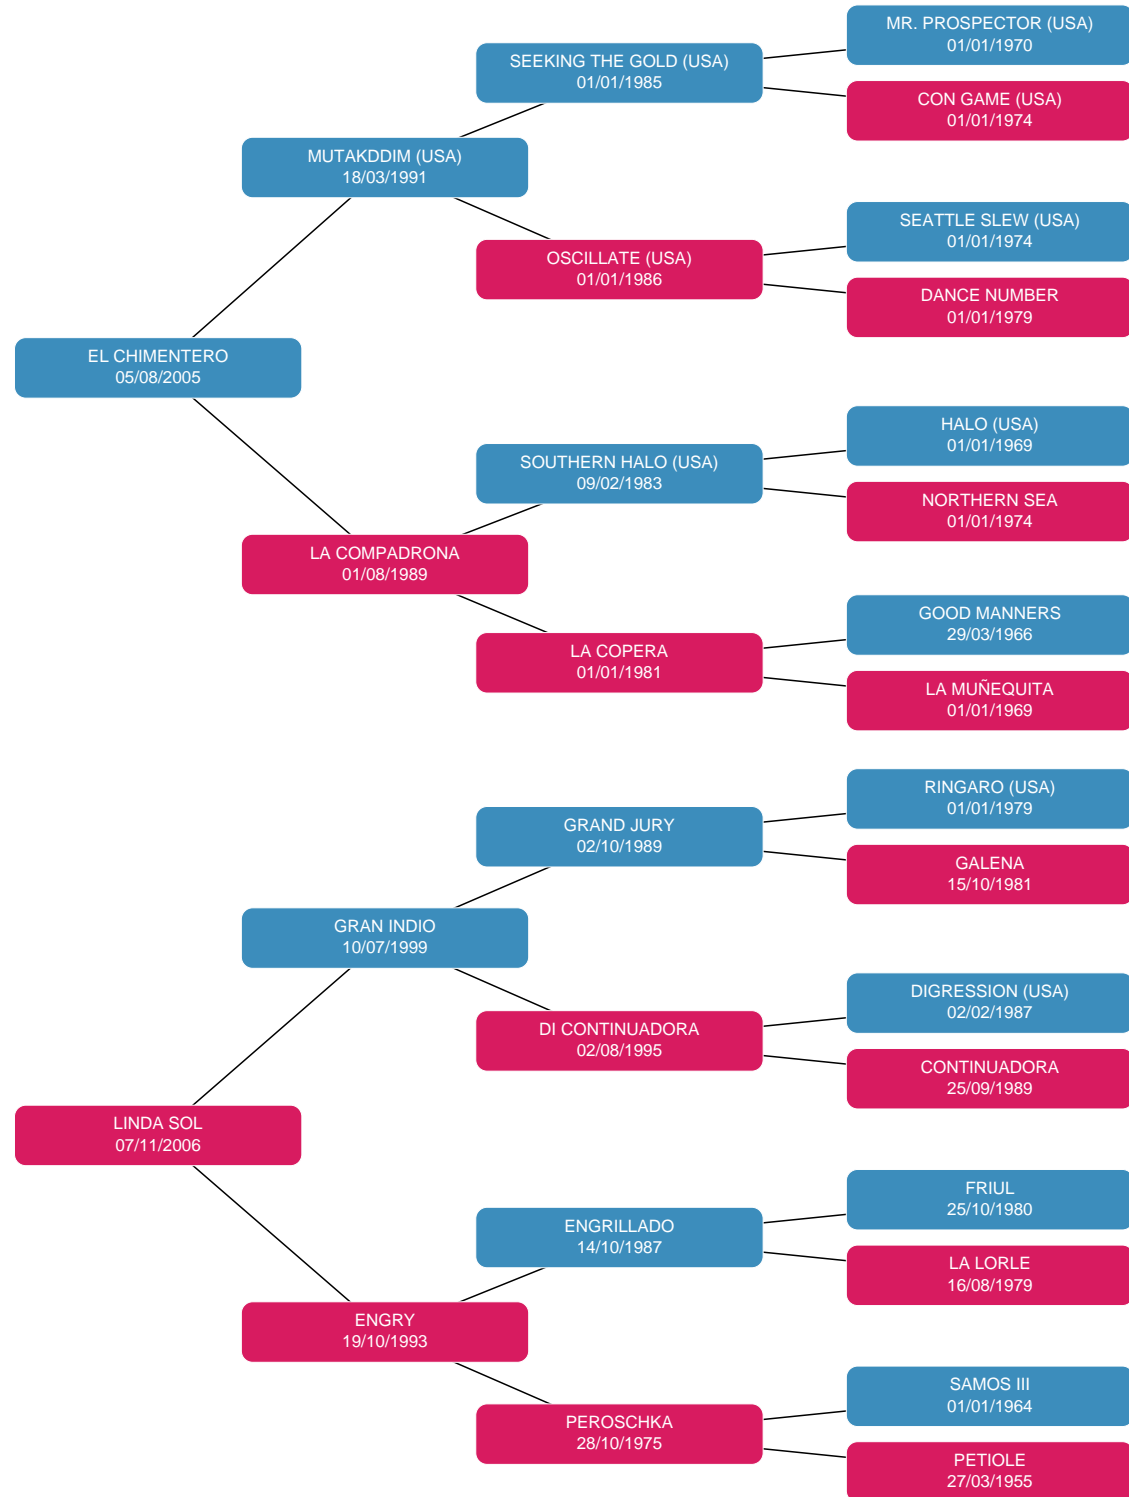 MR. PROSPECTOR (USA)
01/01/1970
SEEKING THE GOLD (USA)
01/01/1985
CON GAME (USA)
01/01/1974
MUTAKDDIM (USA)
18/03/1991
SEATTLE SLEW (USA)
01/01/1974
OSCILLATE (USA)
01/01/1986
DANCE NUMBER
01/01/1979
EL CHIMENTERO
05/08/2005
HALO (USA)
01/01/1969
SOUTHERN HALO (USA)
09/02/1983
NORTHERN SEA
01/01/1974
LA COMPADRONA
01/08/1989
GOOD MANNERS
29/03/1966
LA COPERA
01/01/1981
LA MUÑEQUITA
01/01/1969
RINGARO (USA)
01/01/1979
GRAND JURY
02/10/1989
GALENA
15/10/1981
GRAN INDIO
10/07/1999
DIGRESSION (USA)
02/02/1987
DI CONTINUADORA
02/08/1995
CONTINUADORA
25/09/1989
LINDA SOL
07/11/2006
FRIUL
25/10/1980
ENGRILLADO
14/10/1987
LA LORLE
16/08/1979
ENGRY
19/10/1993
SAMOS III
01/01/1964
PEROSCHKA
28/10/1975
PETIOLE
27/03/1955